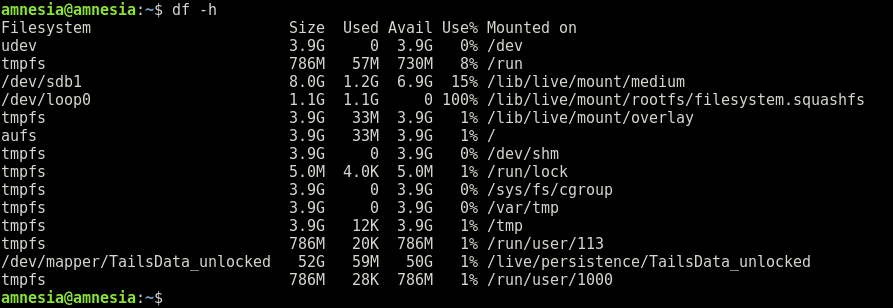 amnesia@amnesia:~$ df -h
Filesystem                      Size  Used Avail Use% Mounted on
udev                            3.9G     0  3.9G   0% /dev
tmpfs                           786M   57M  730M   8% /run
/dev/sdb1                       8.0G  1.2G  6.9G  15% /lib/live/mount/medium
/dev/loop0                      1.1G  1.1G     0 100% /lib/live/mount/rootfs/filesystem.squashfs
tmpfs                           3.9G   33M  3.9G   1% /lib/live/mount/overlay
aufs                            3.9G   33M  3.9G   1% /
tmpfs                           3.9G     0  3.9G   0% /dev/shm
tmpfs                           5.0M  4.0K  5.0M   1% /run/lock
tmpfs                           3.9G     0  3.9G   0% /sys/fs/cgroup
tmpfs                           3.9G     0  3.9G   0% /var/tmp
tmpfs                           3.9G   12K  3.9G   1% /tmp
tmpfs                           786M   20K  786M   1% /run/user/113
/dev/mapper/TailsData_unlocked   52G   59M   50G   1% /live/persistence/TailsData_unlocked
tmpfs                           786M   28K  786M   1% /run/user/1000
amnesia@amnesia:~$